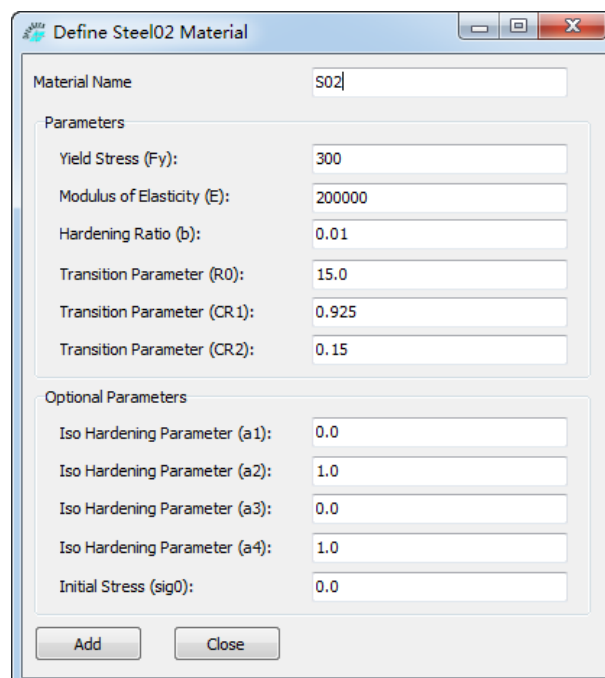 Define Steel02 Material
Material Name S02
Parameters
Yield Stress (Fy): 300
Modulus of Elasticity (E): 200000
Hardening Ratio (b): 0.01
Transition Parameter (R0): 15.0
Transition Parameter (CR1): 0.925
Transition Parameter (CR2): 0.15
Optional Parameters
Iso Hardening Parameter (a1): 0.0
Iso Hardening Parameter (a2): 1.0
Iso Hardening Parameter (a3): 0.0
Iso Hardening Parameter (a4): 1.0
Initial Stress (sig0): 0.0
Add Close